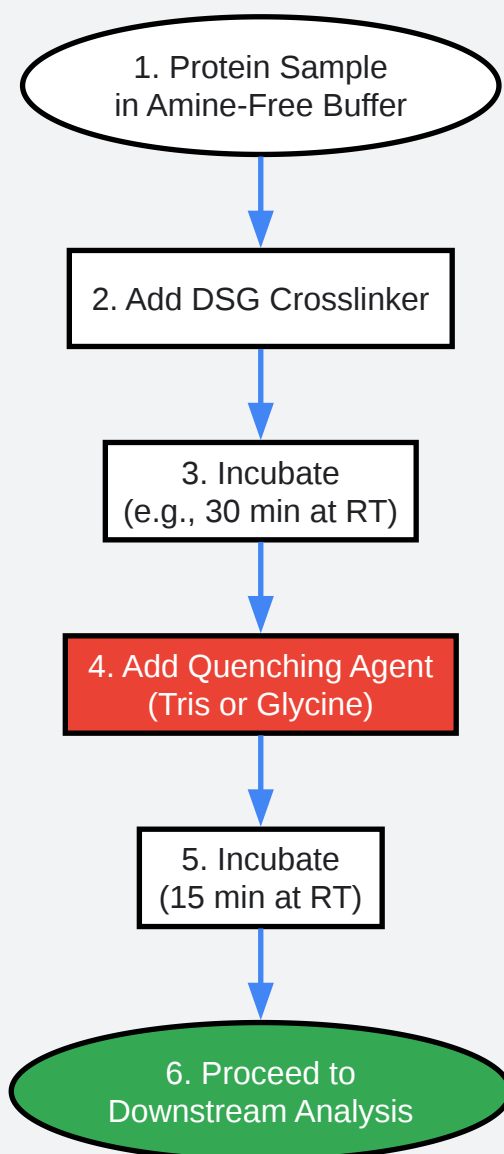 1. Protein Sample
in Amine-Free Buffer
2. Add DSG Crosslinker
3. Incubate
(e.g., 30 min at RT)
4. Add Quenching Agent
(Tris or Glycine)
5. Incubate
(15 min at RT)
6. Proceed to
Downstream Analysis